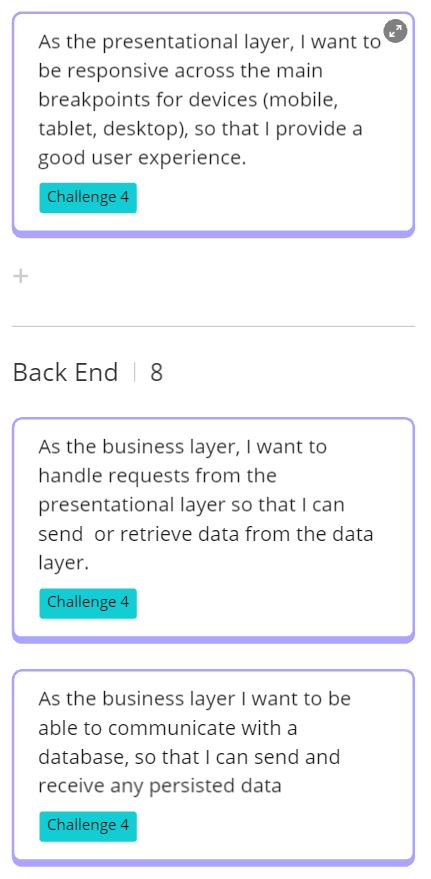 As the presentational layer, I want to
be responsive across the main
breakpoints for devices (mobile,
tablet, desktop), so that I provide a
good user experience.
Challenge 4
+
Back End | 8
As the business layer, I want to
handle requests from the
presentational layer so that I can
send  or retrieve data from the data
layer.
Challenge 4
As the business layer I want to be
able to communicate with a
database, so that I can send and
receive any persisted data
Challenge 4